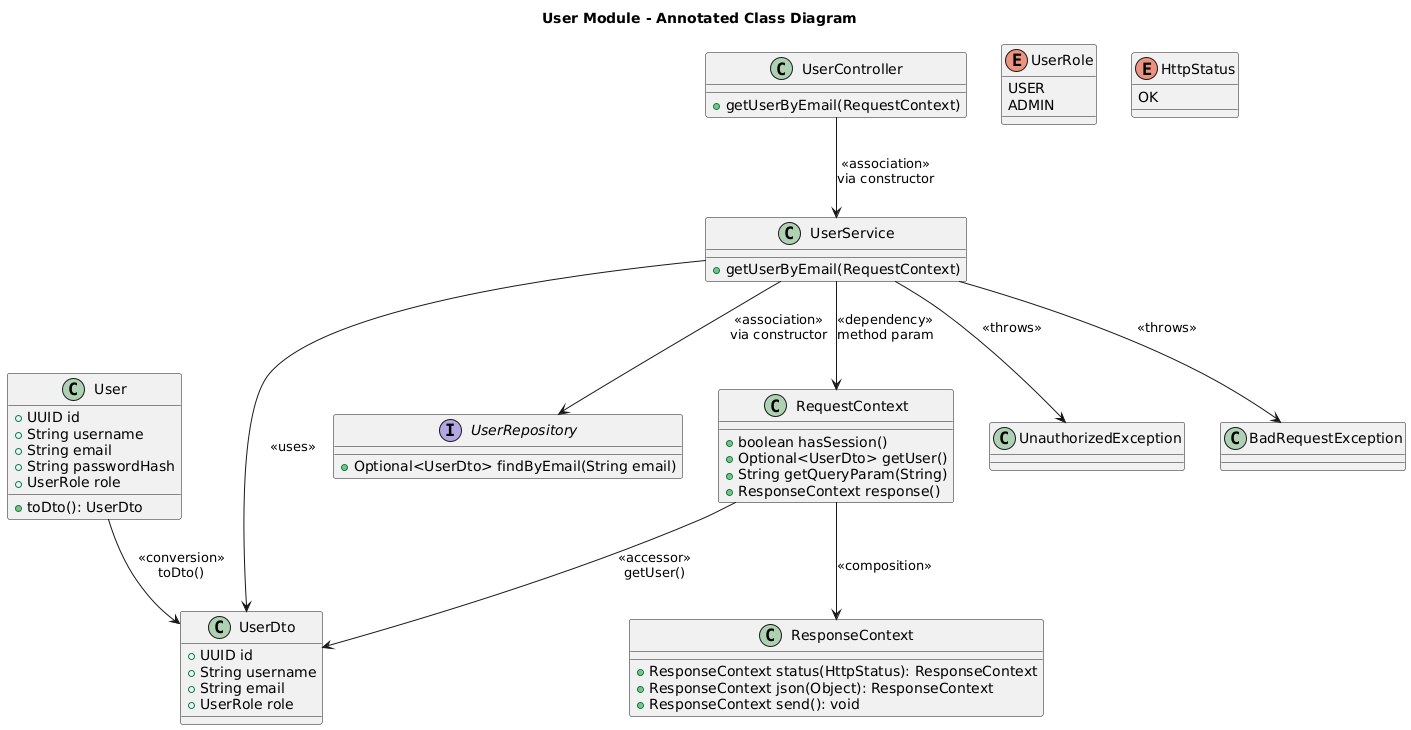 User Module - Annotated Class Diagram
C UserController
getUserByEmail(RequestContext)
E UserRole
USER
ADMIN
E HttpStatus
OK
«association»
via constructor
C UserService
getUserByEmail(RequestContext)
«association»
via constructor
«dependency»
method param
«throws»
«throws»
«uses»
C User
UUID id
String username
String email
String passwordHash
UserRole role
toDto(): UserDto
I UserRepository
Optional<UserDto> findByEmail(String email)
C RequestContext
boolean hasSession()
Optional<UserDto> getUser()
String getQueryParam(String)
ResponseContext response()
C UnauthorizedException
C BadRequestException
«conversion»
toDto()
«accessor»
getUser()
«composition»
C UserDto
UUID id
String username
String email
UserRole role
C ResponseContext
ResponseContext status(HttpStatus): ResponseContext
ResponseContext json(Object): ResponseContext
ResponseContext send(): void